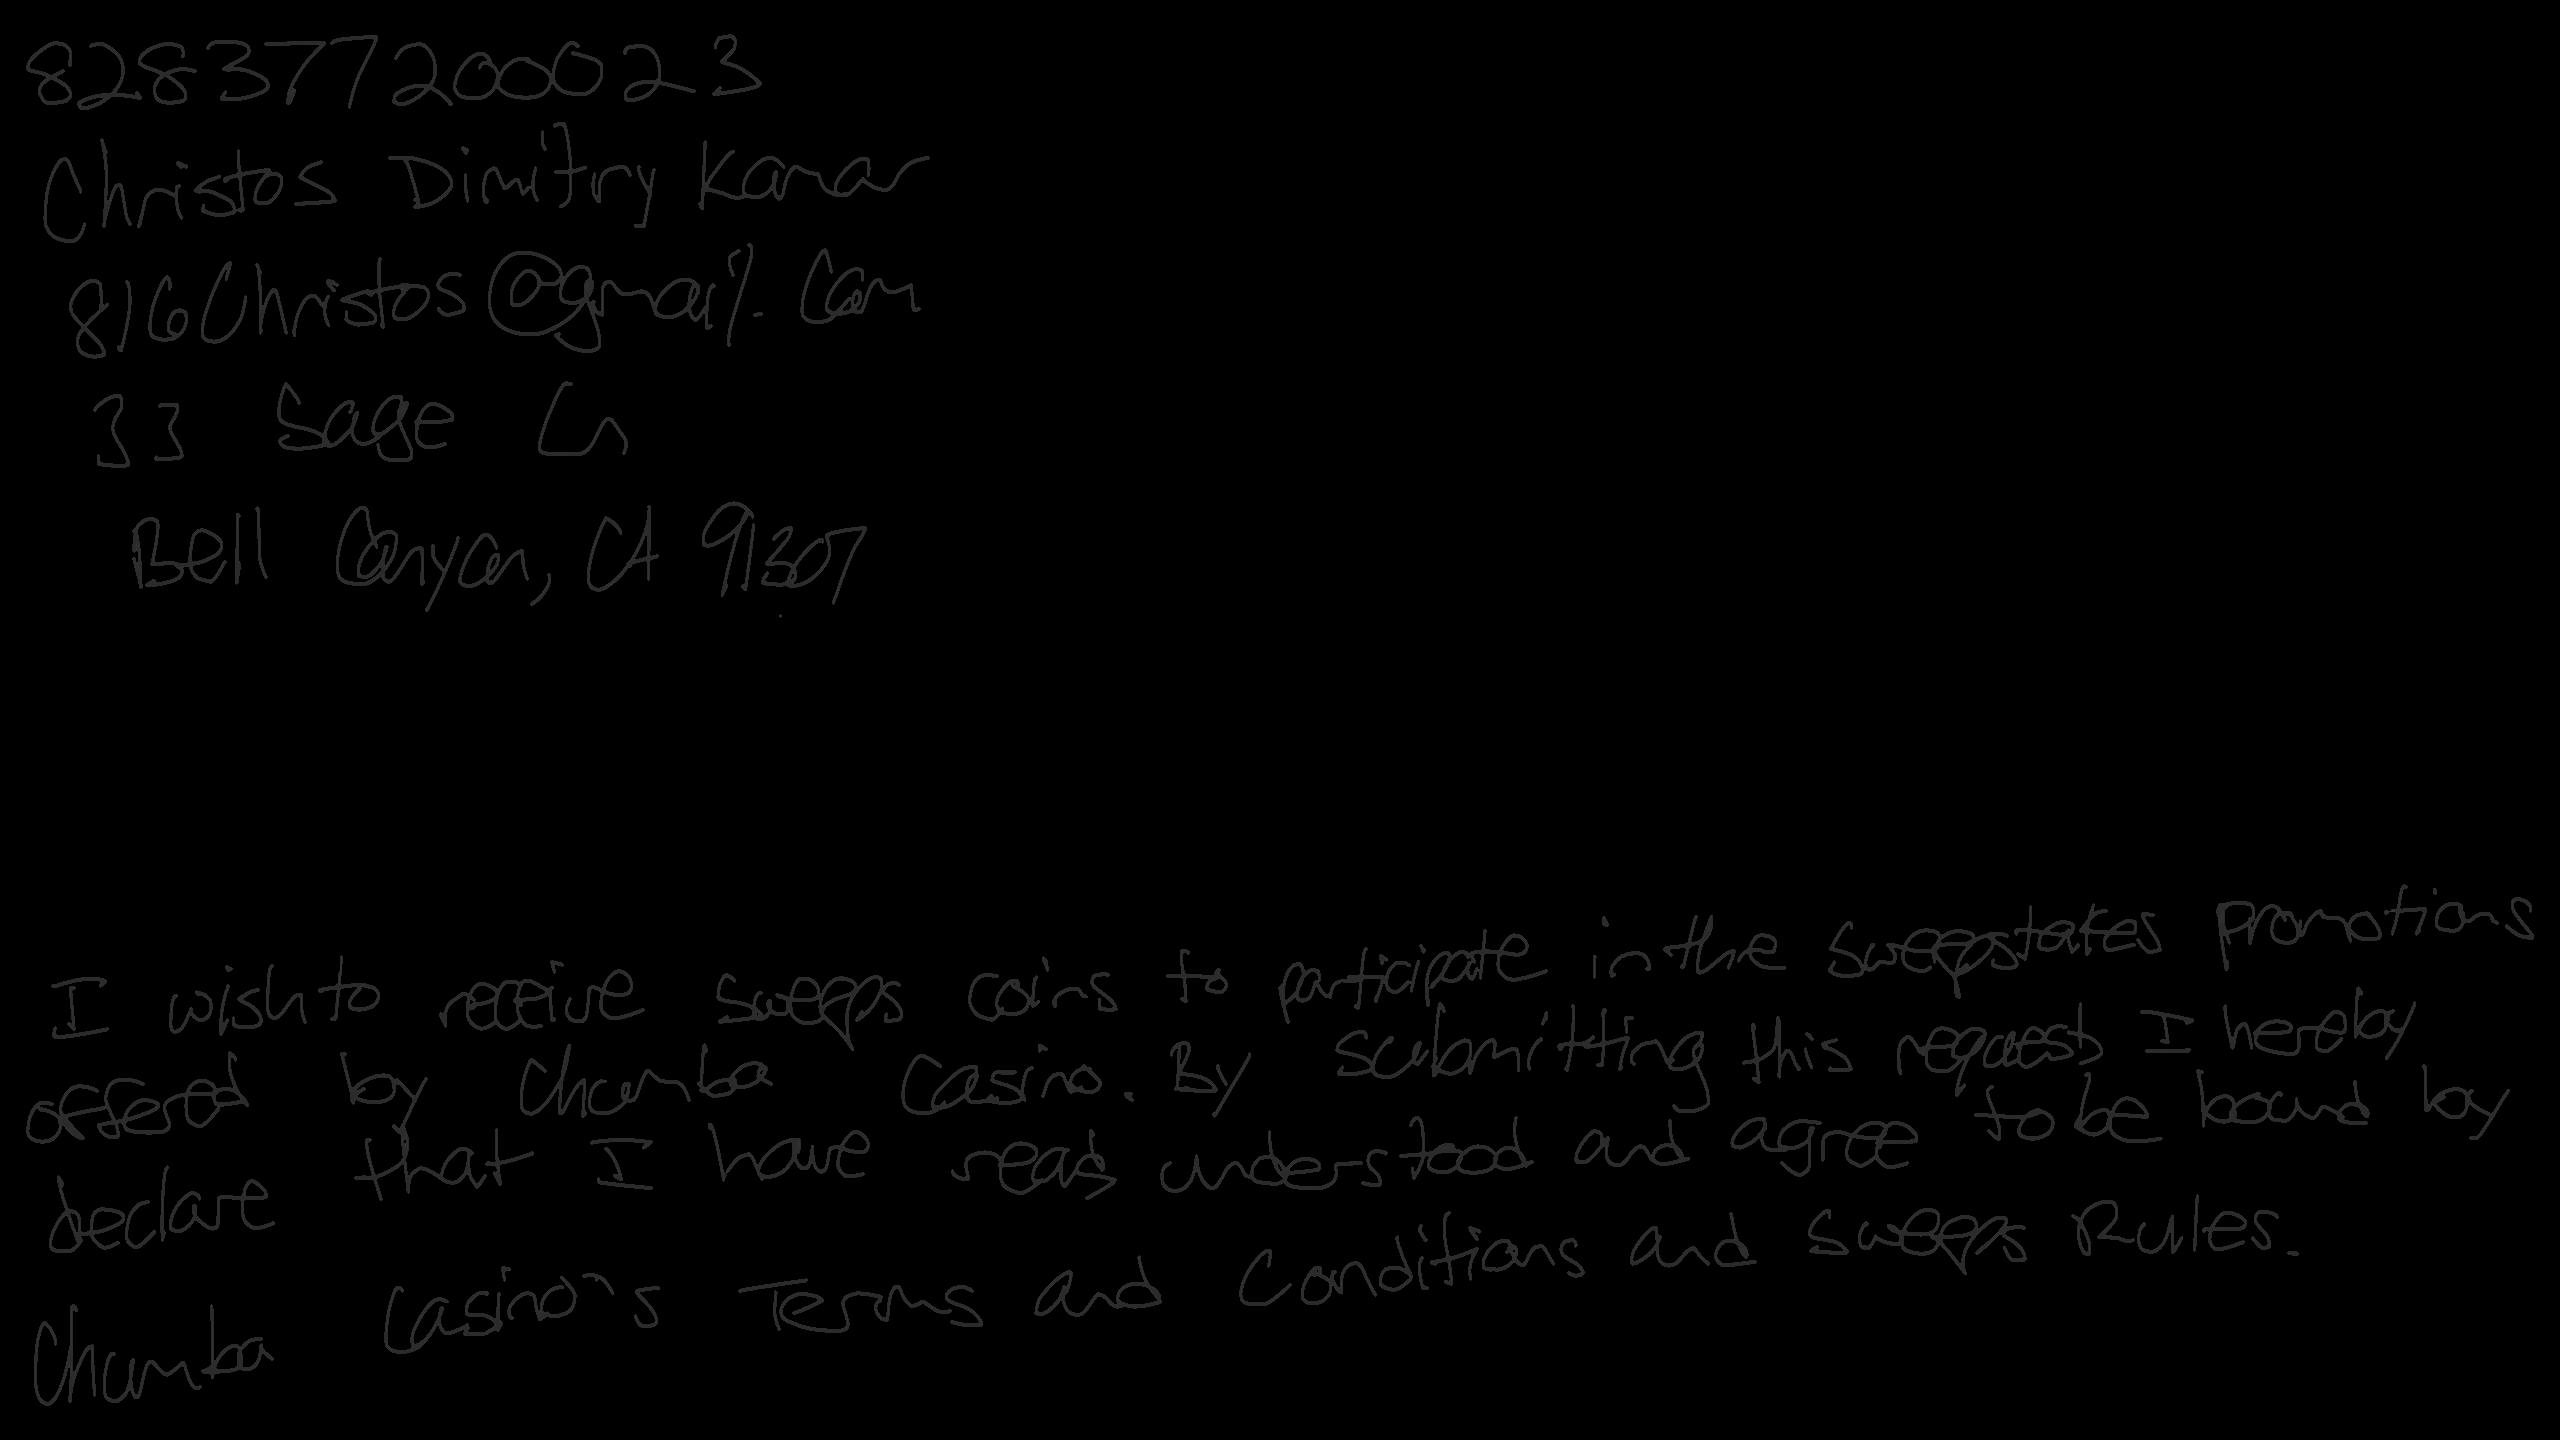 828377200023
Christos Dimitry Kanar
816Christos@gmail.com
33 Sage Ln
Bell Canyon, CA 91307
I wish to receive sweeps coins to participate in the sweepstakes promotions
offered by Chumba Casino. By submitting this request I hereby
declare that I have read, understood and agree to be bound by
Chumba Casino's Terms and Conditions and Sweeps Rules.